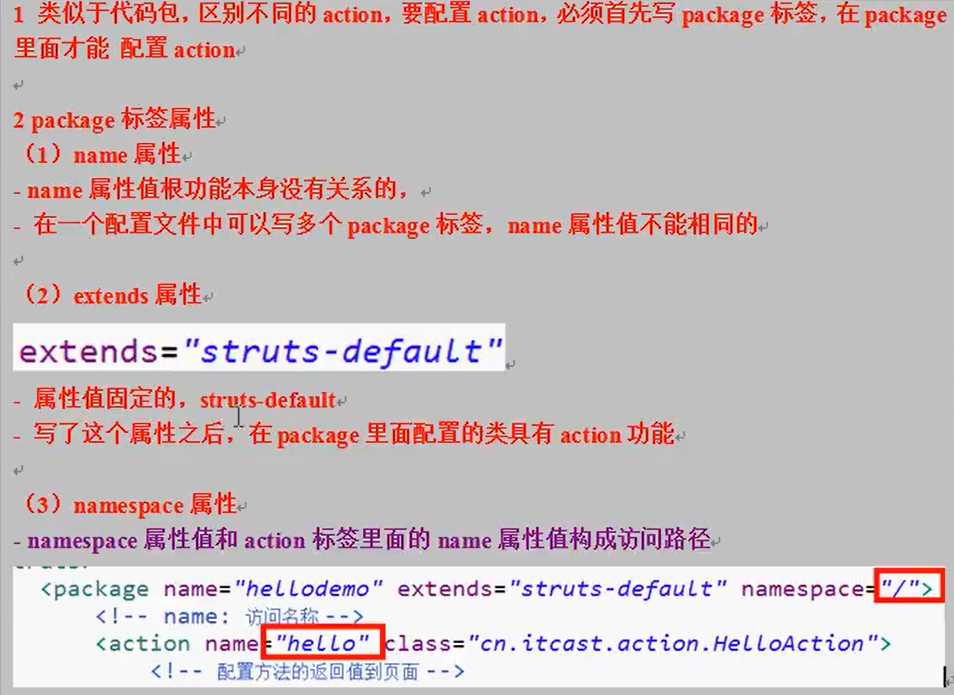 1 类似于代码包，区别不同的 action，要配置 action，必须首先写 package 标签，在 package
里面才能 配置 action
2 package 标签属性
（1）name 属性
- name 属性值根功能本身没有关系的，
- 在一个配置文件中可以写多个 package 标签，name 属性值不能相同的
（2）extends 属性
extends="struts-default"
- 属性值固定的，struts-default
- 写了这个属性之后，在 package 里面配置的类具有 action 功能
（3）namespace 属性
- namespace 属性值和 action 标签里面的 name 属性值构成访问路径
<package name="hellodemo" extends="struts-default" namespace="/">
<!-- name: 访问名称 -->
<action name="hello" class="cn.itcast.action.HelloAction">
<!-- 配置方法的返回值到页面 -->